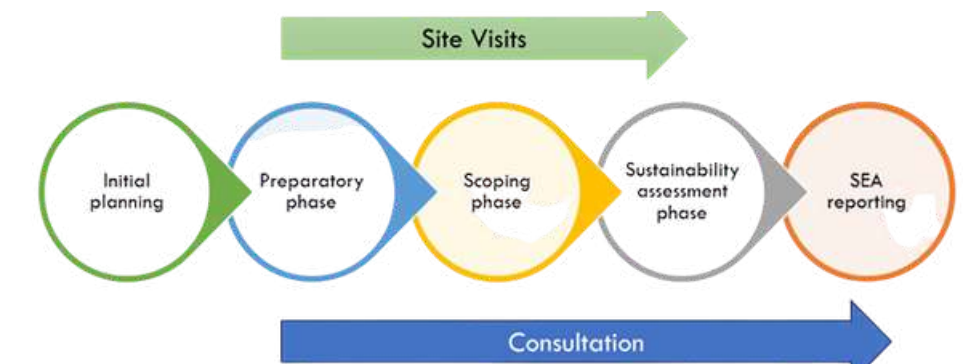 Site Visits
Initial
planning
Preparatory
phase
Scoping
phase
Sustainability
assessment
phase
SEA
reporting
Consultation